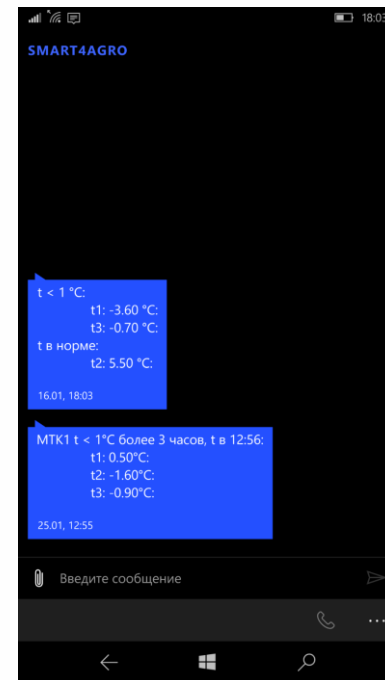 18:03
SMART4AGRO
t < 1 °C:
t1: -3.60 °C:
t3: -0.70 °C:
t в норме:
t2: 5.50 °C:
16.01, 18:03
МТК1 t < 1°C более 3 часов, t в 12:56:
t1: 0.50°C:
t2: -1.60°C:
t3: -0.90°C:
25.01, 12:55
Введите сообщение